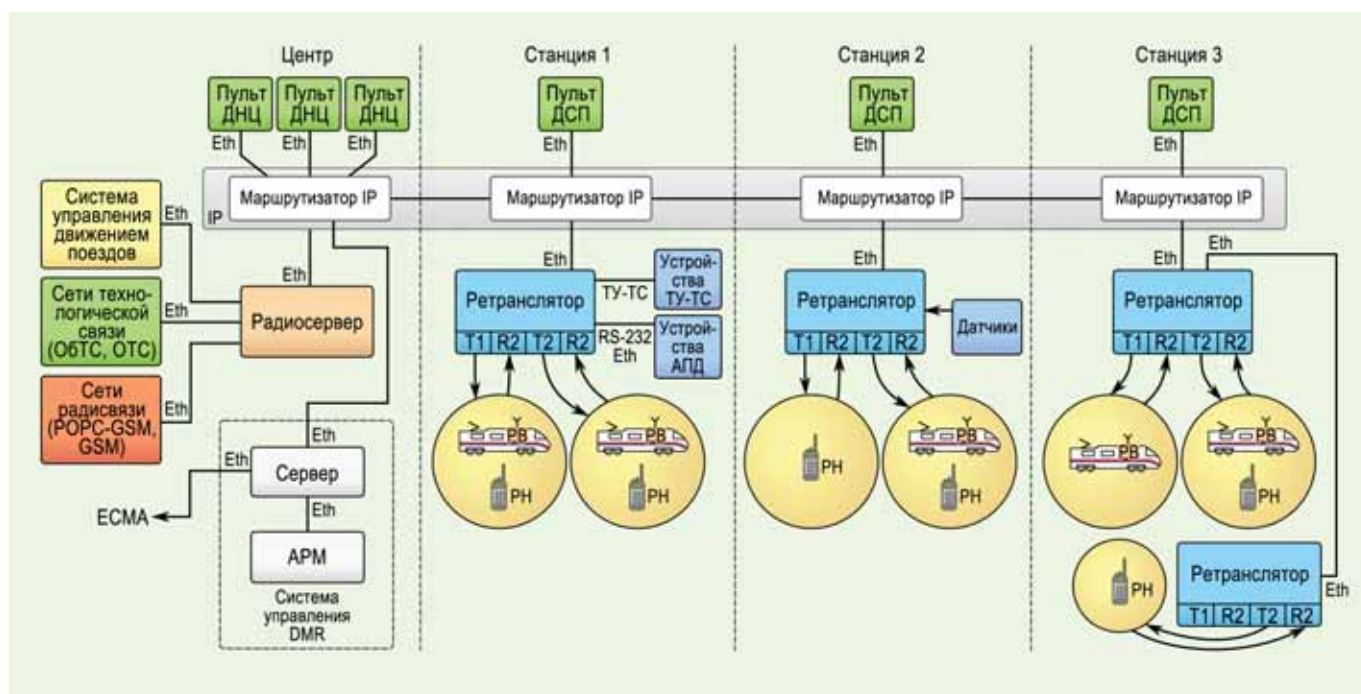 Центр
Станция 1
Станция 2
Станция 3
Пульт
ДНЦ
Пульт
ДНЦ
Пульт
ДНЦ
Пульт
ДСП
Пульт
ДСП
Пульт
ДСП
Eth
Eth
Eth
Eth
Eth
Eth
Маршрутизатор IP
Маршрутизатор IP
Маршрутизатор IP
Маршрутизатор IP
IP
Система
управления
движением
поездов
Eth
Сети техно-
логической
связи
(ОбТС, ОТС)
Eth
Сети
радисвязи
(РОРС-GSM,
GSM)
Eth
Eth
Радиосервер
Eth
Eth
Сервер
ЕСМА
Eth
АРМ
Система
управления
DMR
Eth
Ретранслятор
T1 R2 T2 R2
ТУ-ТС
Устрой-
ства
ТУ-ТС
RS-232
Eth
Устрой-
ства
АПД
РВ
РН
РВ
РН
Eth
Ретранслятор
T1 R2 T2 R2
Датчики
РН
РВ
РН
Eth
Eth
Ретранслятор
T1 R2 T2 R2
РВ
РВ
РН
РН
Ретранслятор
T1 R2 T2 R2
Eth